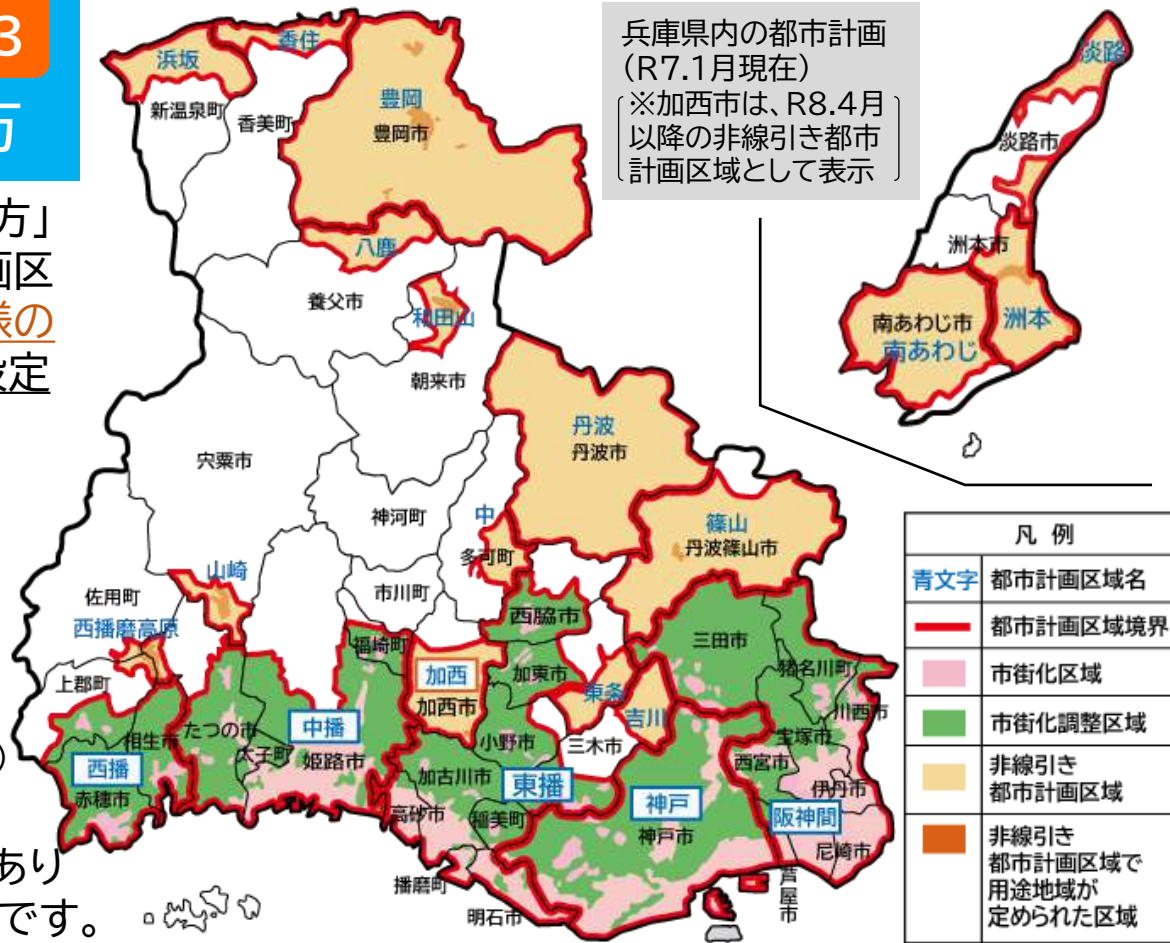 3
方
方」
画区
様の
設定
)
あり
です。
兵庫県内の都市計画
(R7.1月現在)
※加西市は、R8.4月
以降の非線引き都市
計画区域として表示
浜坂
香住
新温泉町
香美町
豊岡
豊岡市
八鹿
養父市
和田山
朝来市
淡路
淡路市
洲本市
洲本
南あわじ市
南あわじ
丹波
丹波市
宍粟市
神河町
中
多可町
篠山
丹波篠山市
山崎
佐用町
西播磨高原
市川町
西脇市
福崎町
三田市
猪名川町
上郡町
加西
加西市
加東市
東条
吉川
川西市
相生市
たつの市
中播
太子町
姫路市
小野市
三木市
宝塚市
西宮市
西播
赤穂市
加古川市
東播
伊丹市
神戸
神戸市
阪神間
高砂市
稲美町
尼崎市
播磨町
明石市
芦屋市
凡 例
青文字 都市計画区域名
都市計画区域境界
市街化区域
市街化調整区域
非線引き
都市計画区域
非線引き
都市計画区域で
用途地域が
定められた区域